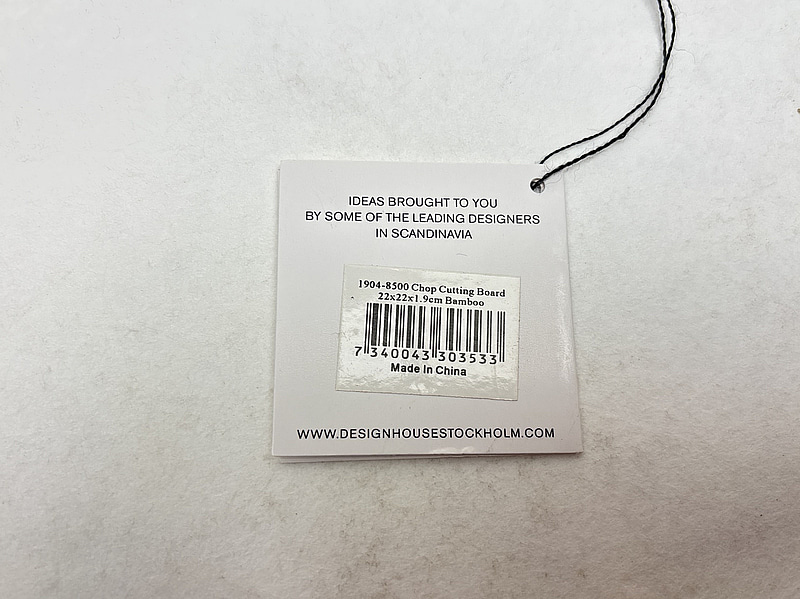 IDEAS BROUGHT TO YOU
BY SOME OF THE LEADING DESIGNERS
IN SCANDINAVIA
1904-8500 Chop Cutting Board
22x22x1.9cm Bamboo
7 340043 303533
Made In China
WWW.DESIGNHOUSESTOCKHOLM.COM